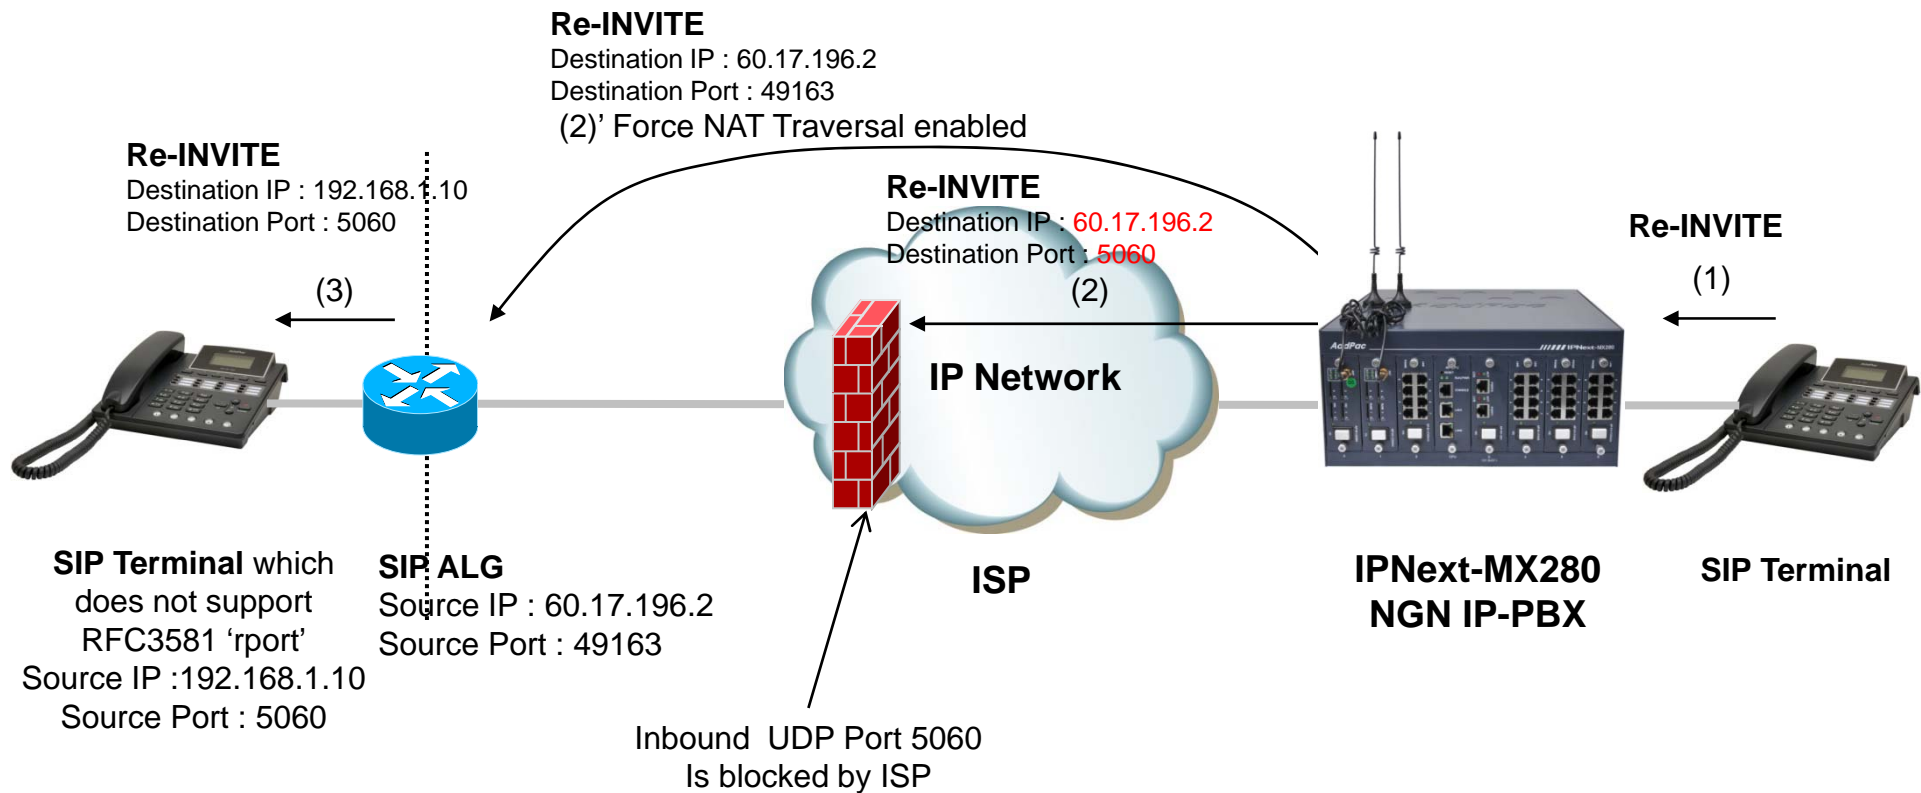 Re-INVITE
Destination IP : 60.17.196.2
Destination Port : 49163
(2)’ Force NAT Traversal enabled
Re-INVITE
Destination IP : 192.168.1.10
Destination Port : 5060
(3)
Re-INVITE
Destination IP : 60.17.196.2
Destination Port : 5060
(2)
Re-INVITE
(1)
IP Network
AddPac
IPNext-MX280
SIP Terminal which
does not support
RFC3581 ‘rport’
Source IP :192.168.1.10
Source Port : 5060
SIP ALG
Source IP : 60.17.196.2
Source Port : 49163
ISP
IPNext-MX280
NGN IP-PBX
SIP Terminal
Inbound  UDP Port 5060
Is blocked by ISP